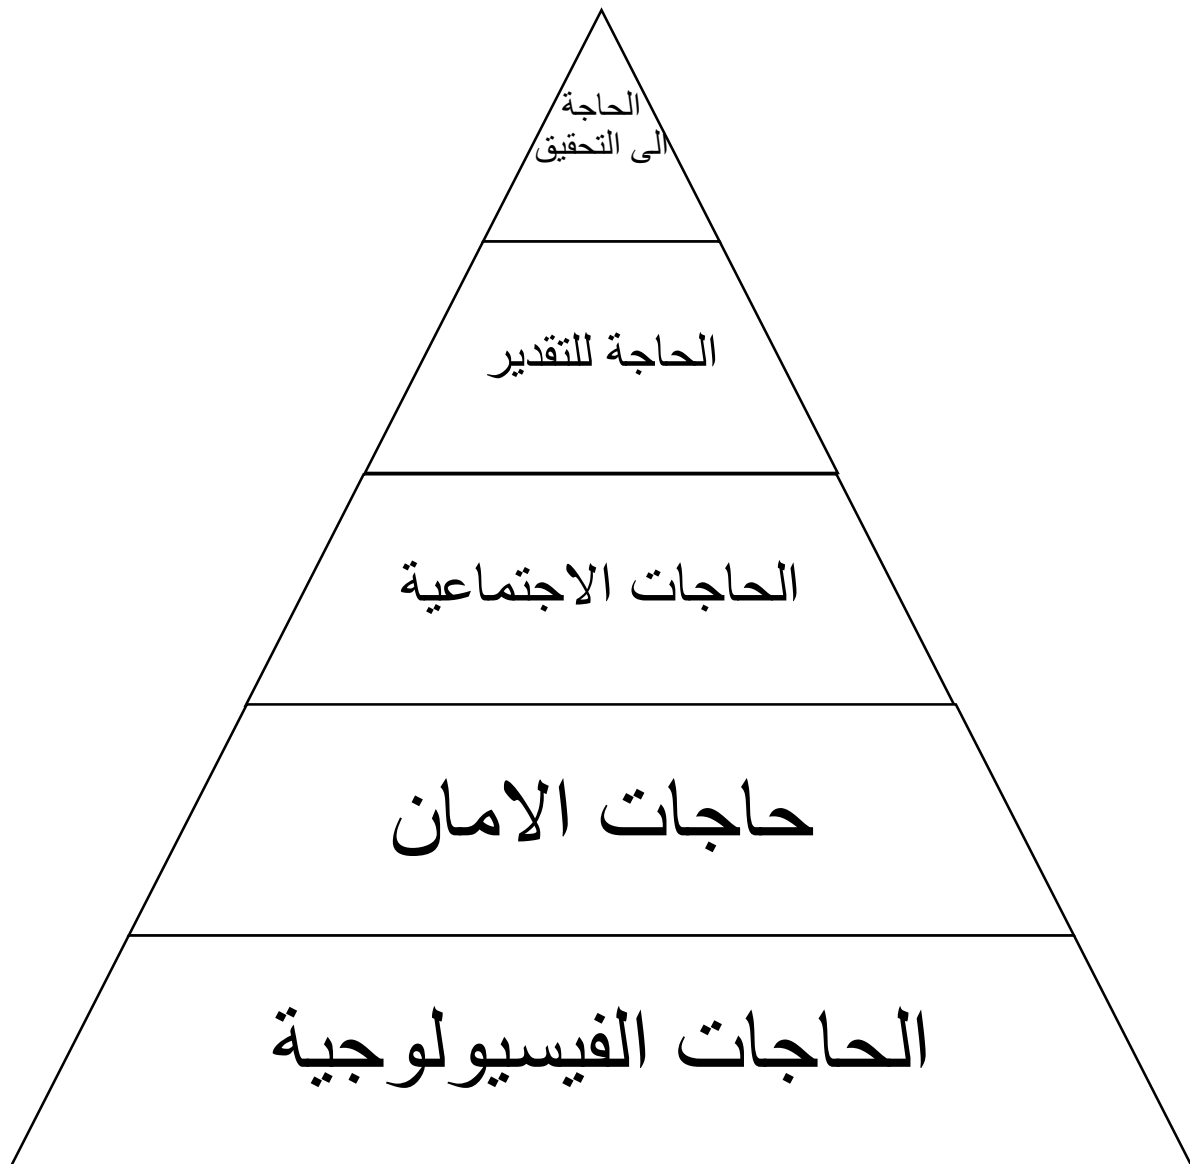 الحاجة
الى التحقيق
الحاجة للتقدير
الحاجات الاجتماعية
حاجات الامان
الحاجات الفيسيولوجية